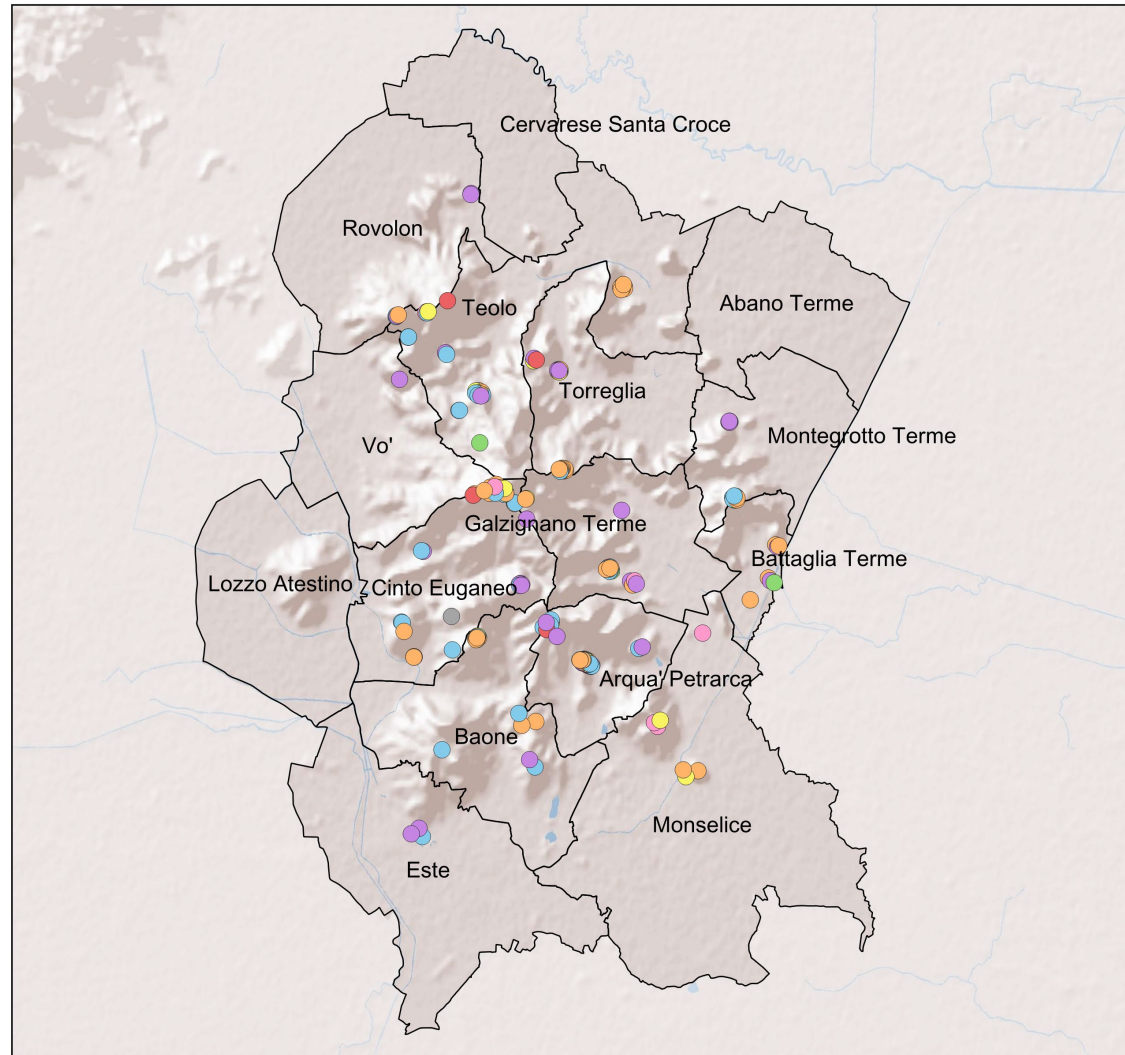 Cervarese Santa Croce
Rovolon
Abano Terme
Teolo
Torreglia
Montegrotto Terme
Vo'
Galzignano Terme
Battaglia Terme
Lozzo Atestino
Cinto Euganeo
Arqua' Petrarca
Baone
Monselice
Este